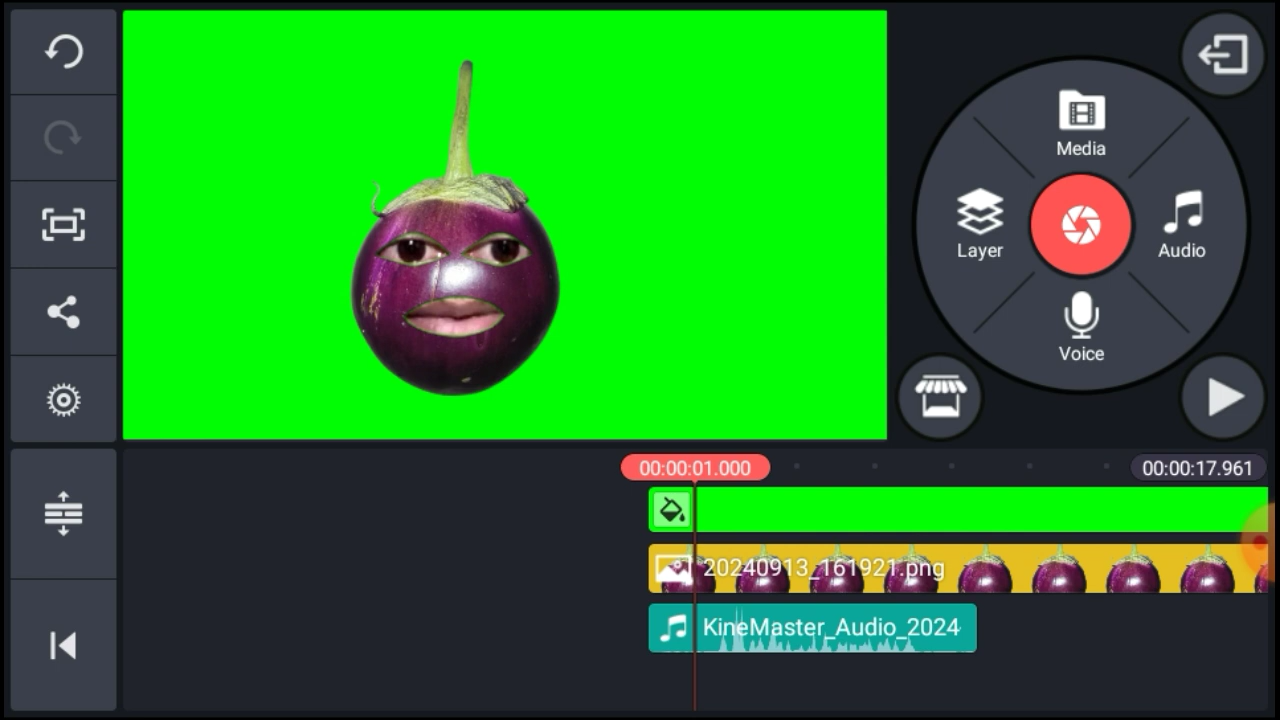 Media
Layer
Audio
Voice
00:00:01.000
00:00:17.961
20240913_161921.png
KineMaster_Audio_2024